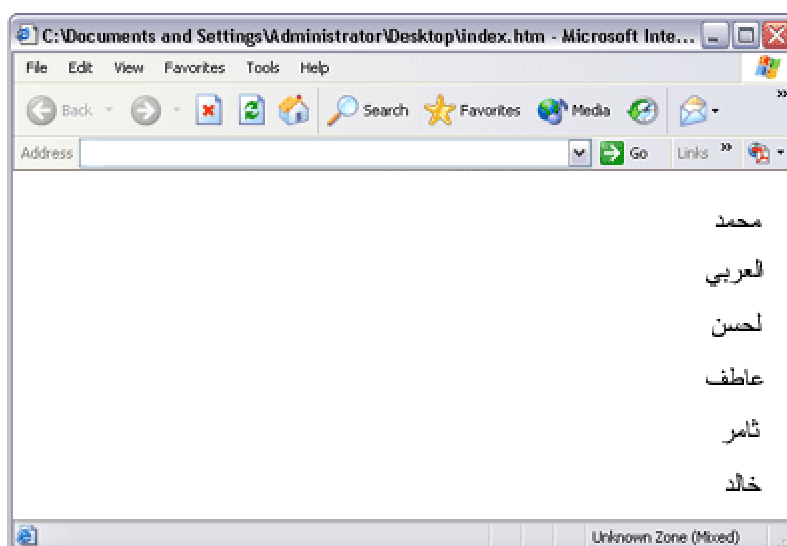 C:\Documents and Settings\Administrator\Desktop\index.htm - Microsoft Inte...
File Edit View Favorites Tools Help
Back Search Favorites Media »
Address Go Links »
محمد
العربي
لحسن
عاطف
ثامر
خالد
Unknown Zone (Mixed)